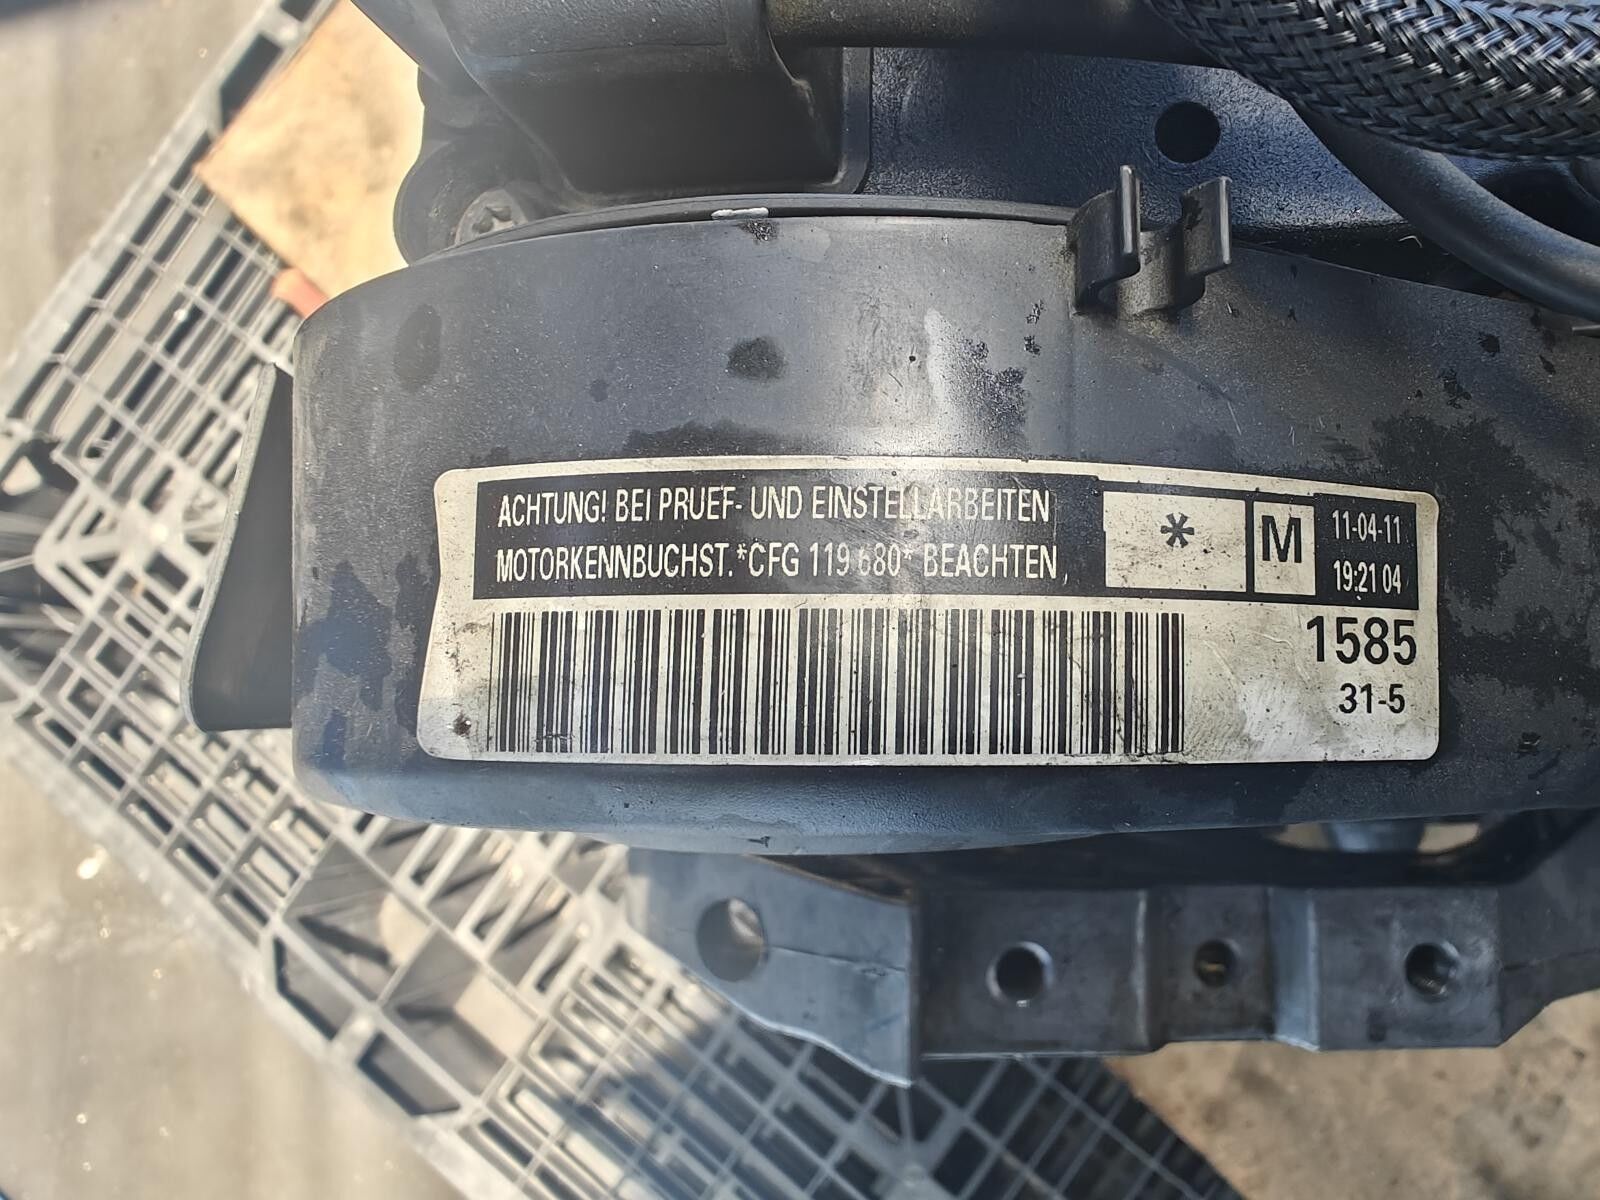 ACHTUNG! BEI PRUEF- UND EINSTELLARBEITEN
MOTORKENNBUCHST. *CFG 119 680* BEACHTEN
*
M
11-04-11
19:21 04
1585
31-5